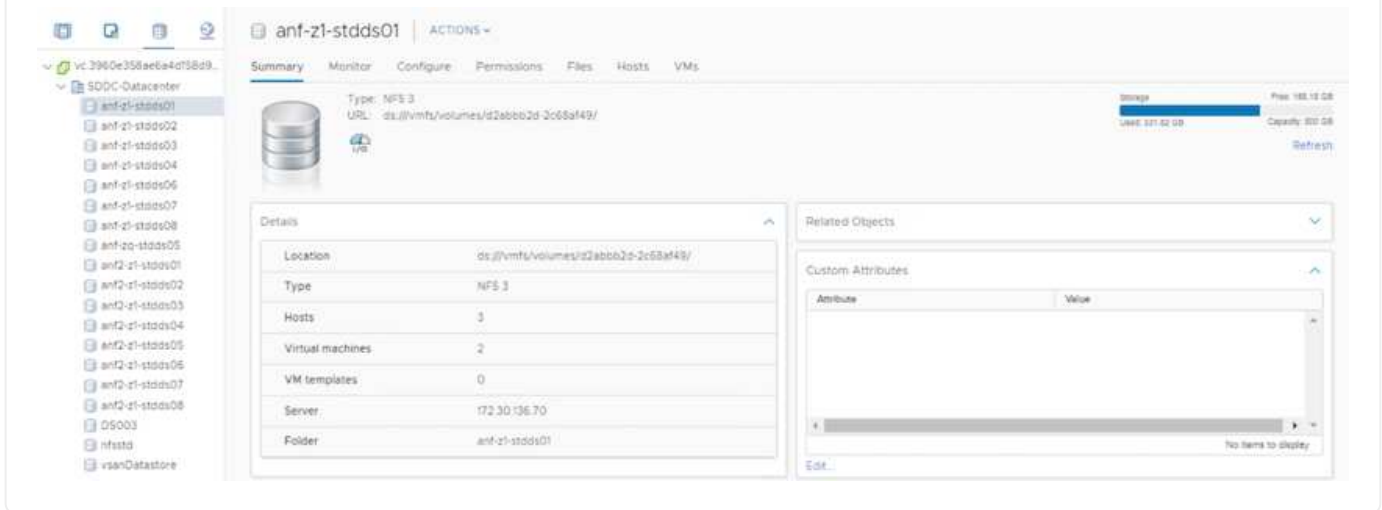 anf-z1-stdds01
ACTIONS
vc.3960e358ae6a4d158d9...
SDDC-Datacenter
anf-z1-stdds01
anf-z1-stdds02
anf-z1-stdds03
anf-z1-stdds04
anf-z1-stdds06
anf-z1-stdds07
anf-z1-stdds08
anf-zq-stdds05
anf2-z1-stdds01
anf2-z1-stdds02
anf2-z1-stdds03
anf2-z1-stdds04
anf2-z1-stdds05
anf2-z1-stdds06
anf2-z1-stdds07
anf2-z1-stdds08
DS003
nfsstd
vsanDatastore
Summary Monitor Configure Permissions Files Hosts VMs
Type: NFS 3
URL: ds:///vmfs/volumes/d2abbb2d-2c68af49/
I/O
Storage Free: 168.18 GB
Used: 331.82 GB Capacity: 500 GB
Refresh
Details
Location ds:///vmfs/volumes/d2abbb2d-2c68af49/
Type NFS 3
Hosts 3
Virtual machines 2
VM templates 0
Server 172.30.136.70
Folder anf-z1-stdds01
Related Objects
Custom Attributes
Attribute Value
No items to display
Edit...